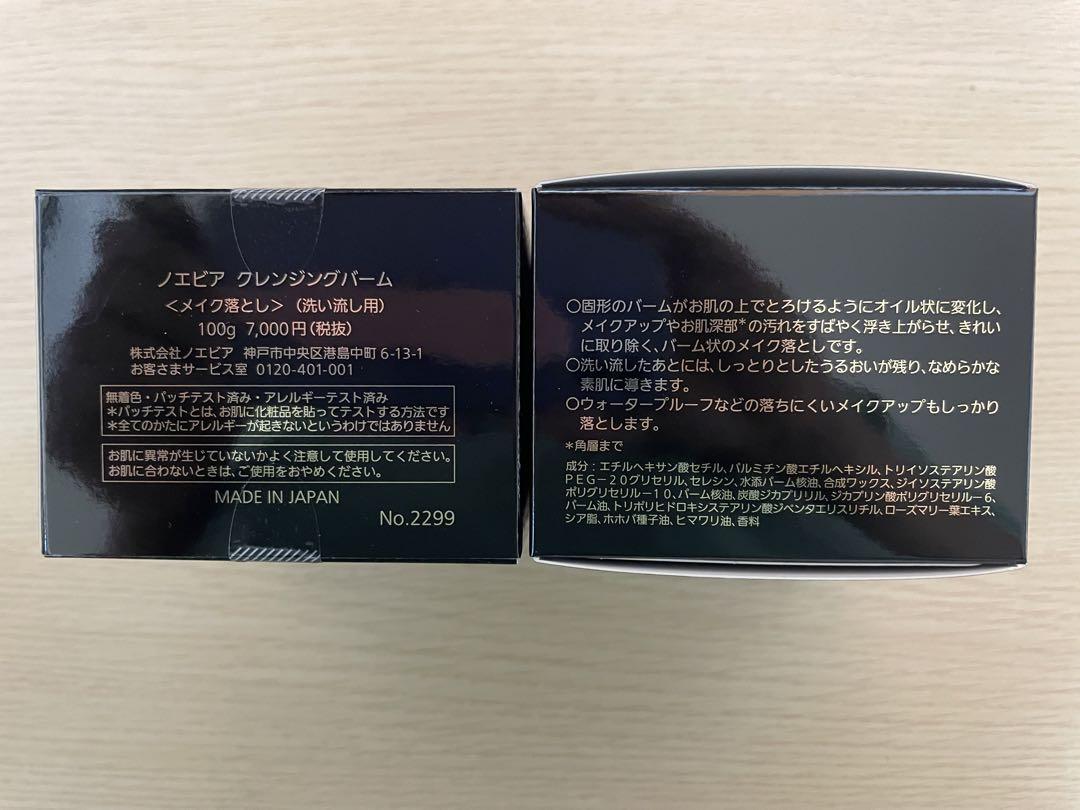 ノエビア クレンジングバーム
＜メイク落とし＞（洗い流し用）
100g 7,000円（税抜）
株式会社ノエビア 神戸市中央区港島中町6-13-1
お客さまサービス室 0120-401-001
無着色・パッチテスト済み・アレルギーテスト済み
＊パッチテストとは、お肌に化粧品を貼ってテストする方法です
＊全てのかたにアレルギーが起きないというわけではありません
お肌に異常が生じていないかよく注意して使用してください。
お肌に合わないときは、ご使用をおやめください。
MADE IN JAPAN
No.2299
○固形のバームがお肌の上でとろけるようにオイル状に変化し、
メイクアップやお肌深部＊の汚れをすばやく浮き上がらせ、きれい
に取り除く、バーム状のメイク落としです。
○洗い流したあとには、しっとりとしたうるおいが残り、なめらかな
素肌に導きます。
○ウォータープルーフなどの落ちにくいメイクアップもしっかり
落とします。
＊角層まで
成分：エチルヘキサン酸セチル、パルミチン酸エチルヘキシル、トリイソステアリン酸
PEG－20グリセリル、セレシン、水添パーム核油、合成ワックス、ジイソステアリン酸
ポリグリセリル－10、パーム核油、炭酸ジカプリリル、ジカプリン酸ポリグリセリル－6、
パーム油、トリポリヒドロキシステアリン酸ジペンタエリスリチル、ローズマリー葉エキス、
シア脂、ホホバ種子油、ヒマワリ油、香料